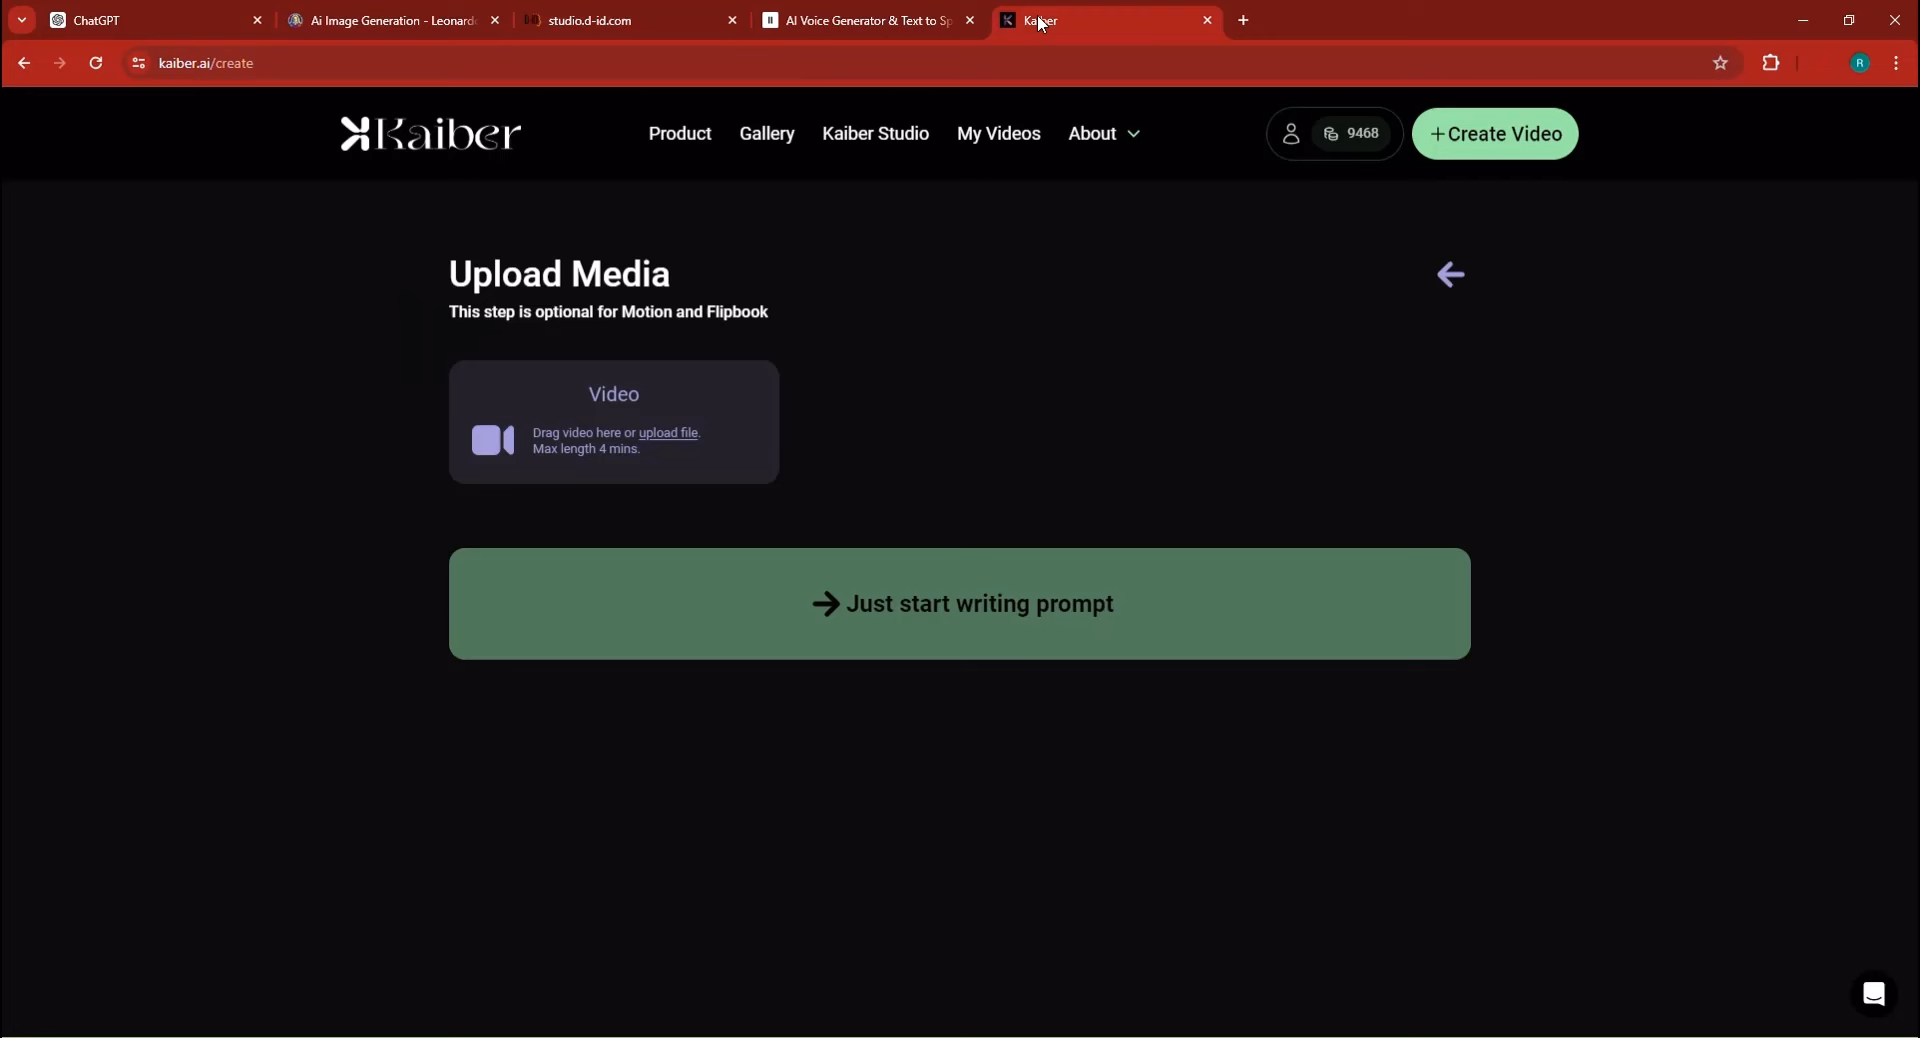 ChatGPT
Ai Image Generation - Leonard
studio.d-id.com
AI Voice Generator & Text to Sp
Kaiber
kaiber.ai/create
R
Kaiber
Product
Gallery
Kaiber Studio
My Videos
About
9468
+Create Video
Upload Media
This step is optional for Motion and Flipbook
Video
Drag video here or upload file.
Max length 4 mins.
Just start writing prompt